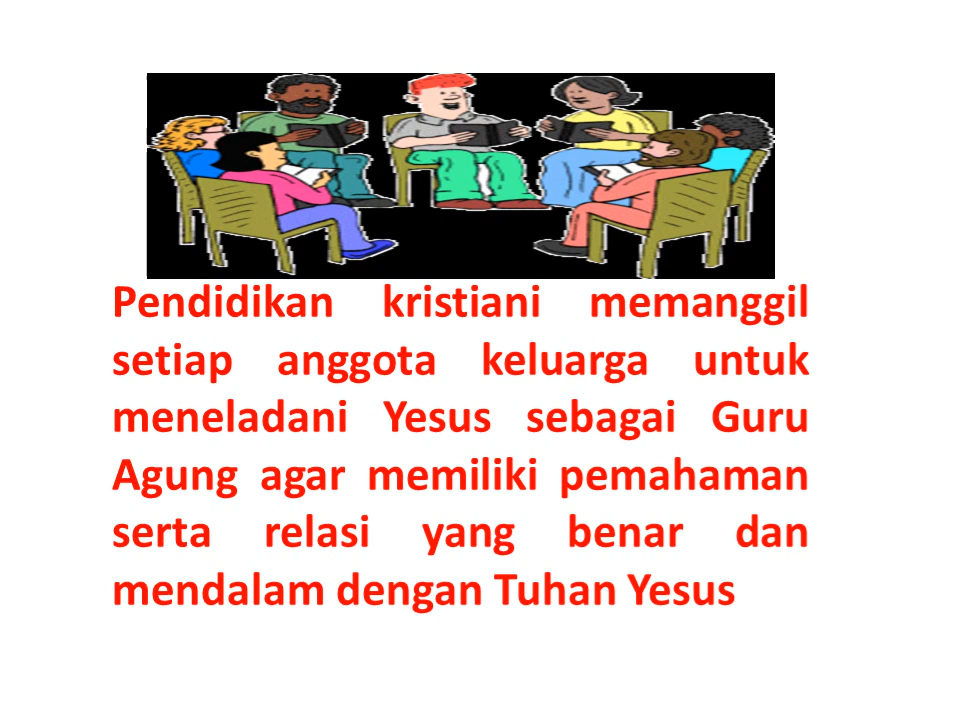 Pendidikan kristiani memanggil
setiap anggota keluarga untuk
meneladani Yesus sebagai Guru
Agung agar memiliki pemahaman
serta relasi yang benar dan
mendalam dengan Tuhan Yesus